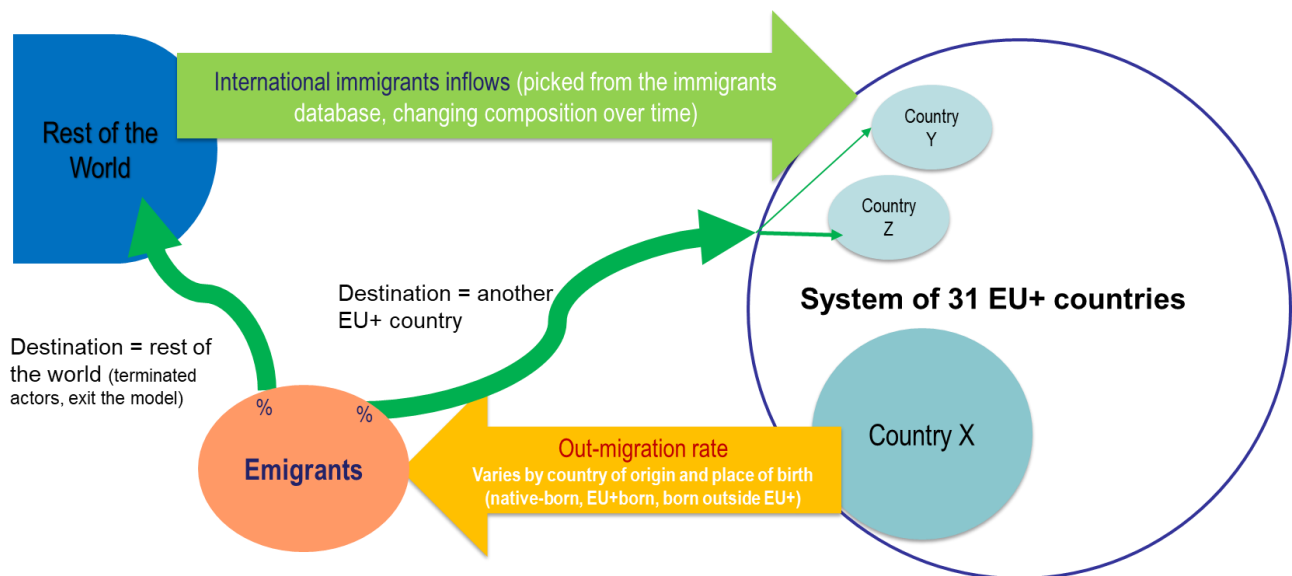 International immigrants inflows (picked from the immigrants
database, changing composition over time)
Rest of the
World
Country
Y
Country
Z
System of 31 EU+ countries
Destination = another
EU+ country
Destination = rest of
the world (terminated
actors, exit the model)
%
%
Emigrants
Out-migration rate
Varies by country of origin and place of birth
(native-born, EU+born, born outside EU+)
Country X